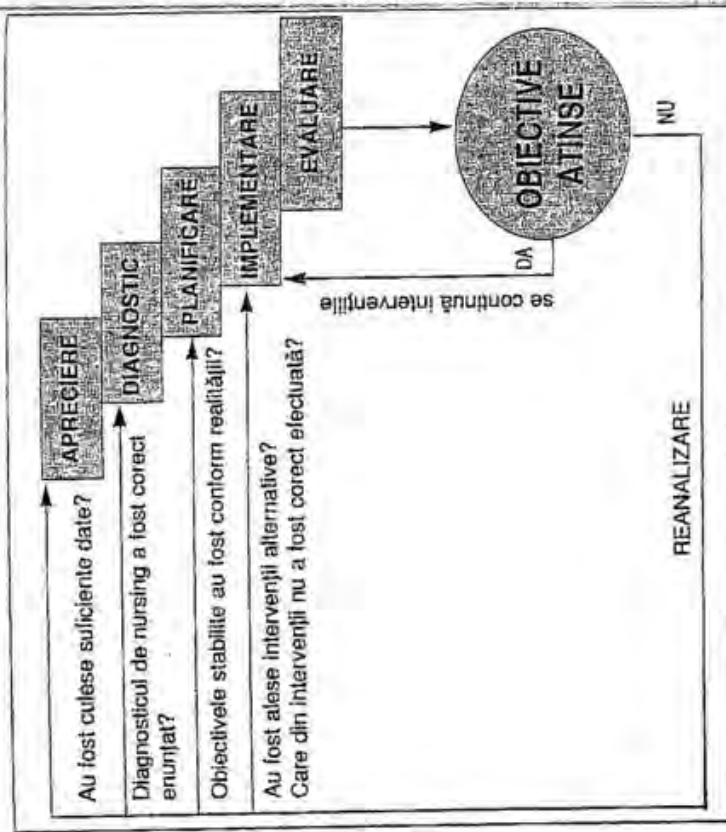 APRECIERE
Au fost culese suficiente date?
DIAGNOSTIC
Diagnosticul de nursing a fost corect
enunțat?
PLANIFICARE
Obiectivele stabilite au fost conform realității?
IMPLEMENTARE
Au fost alese intervenții alternative?
Care din intervenții nu a fost corect efectuată?
EVALUARE
se continuă intervențiile
DA
OBIECTIVE
ATINSE
NU
REANALIZARE